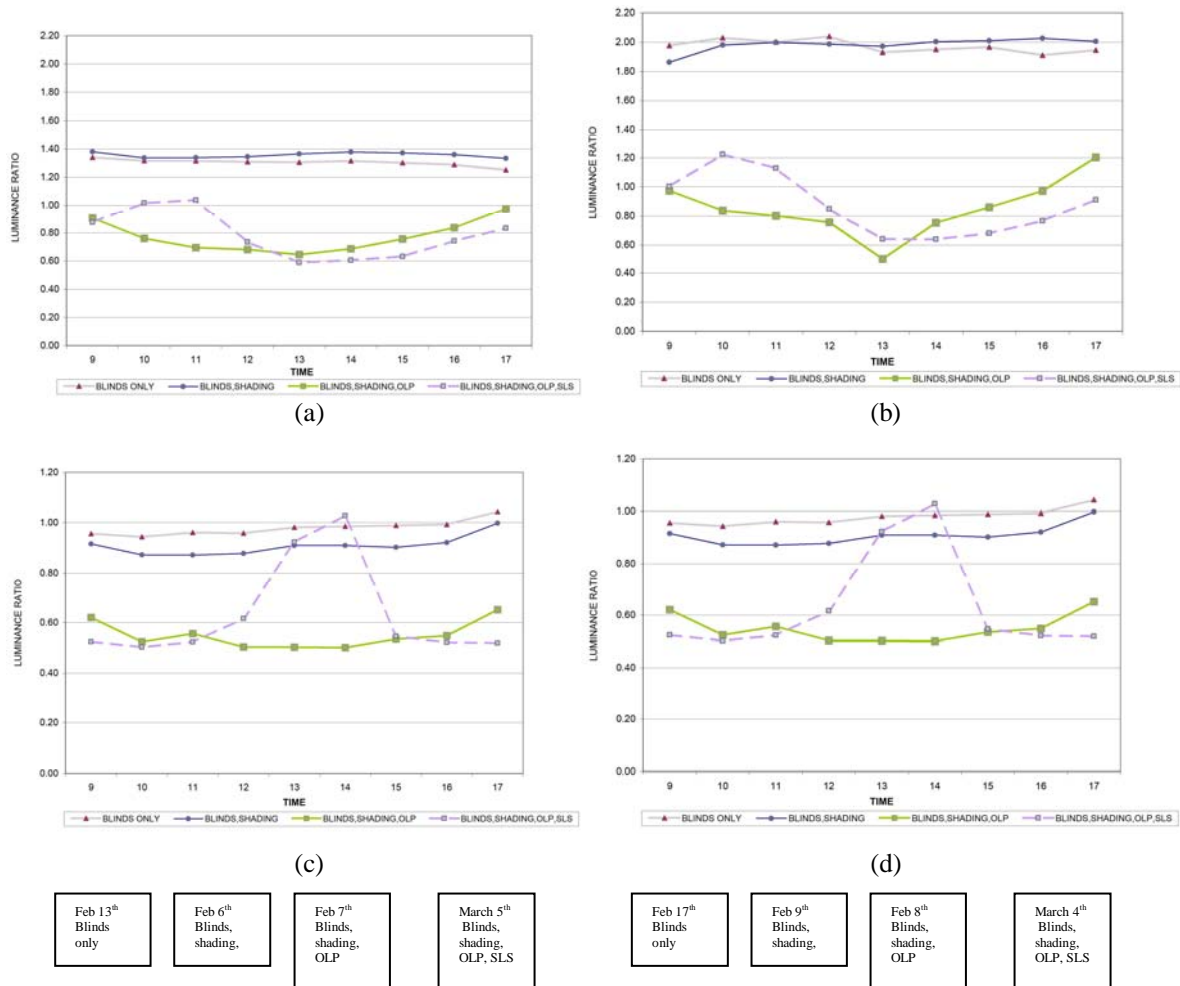 2.20
2.00
1.80
1.60
1.40
1.20
1.00
0.80
0.60
0.40
0.20
0.00
LUMINANCE RATIO
9 10 11 12 13 14 15 16 17
TIME
BLINDS ONLY BLINDS,SHADING BLINDS,SHADING,OLP BLINDS,SHADING,OLP,SLS
(a)
2.20
2.00
1.80
1.60
1.40
1.20
1.00
0.80
0.60
0.40
0.20
0.00
LUMINANCE RATIO
9 10 11 12 13 14 15 16 17
TIME
BLINDS ONLY BLINDS,SHADING BLINDS,SHADING,OLP BLINDS,SHADING,OLP,SLS
(b)
1.20
1.00
0.80
0.60
0.40
0.20
0.00
LUMINANCE RATIO
9 10 11 12 13 14 15 16 17
TIME
BLINDS ONLY BLINDS,SHADING BLINDS,SHADING,OLP BLINDS,SHADING,OLP,SLS
(c)
1.20
1.00
0.80
0.60
0.40
0.20
0.00
LUMINANCE RATIO
9 10 11 12 13 14 15 16 17
TIME
BLINDS ONLY BLINDS,SHADING BLINDS,SHADING,OLP BLINDS,SHADING,OLP,SLS
(d)
Feb 13th
Blinds
only
Feb 6th
Blinds,
shading,
Feb 7th
Blinds,
shading,
OLP
March 5th
Blinds,
shading,
OLP, SLS
Feb 17th
Blinds
only
Feb 9th
Blinds,
shading,
Feb 8th
Blinds,
shading,
OLP
March 4th
Blinds,
shading,
OLP, SLS